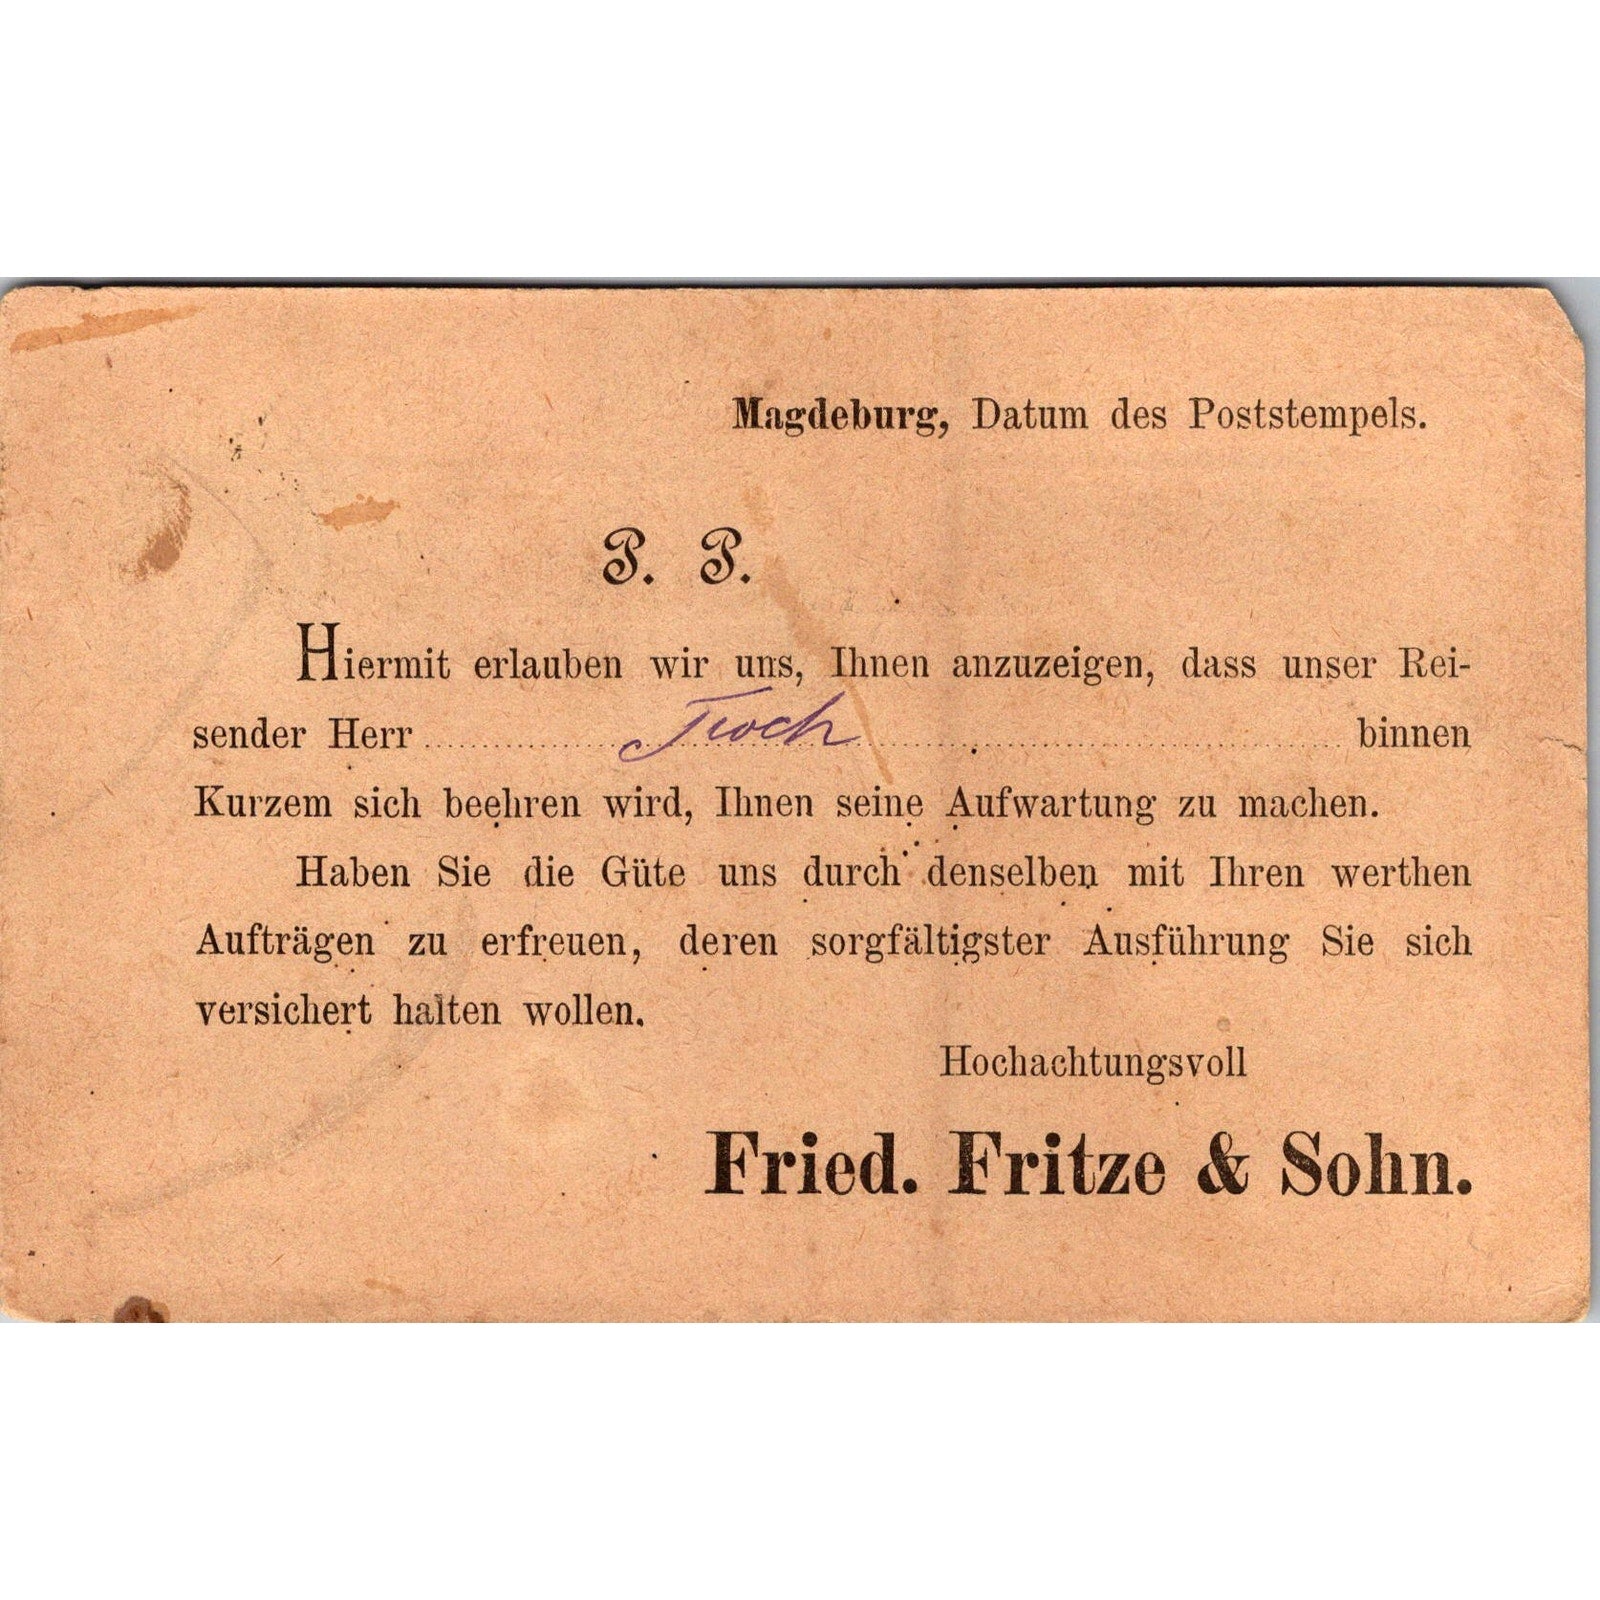 Magdeburg, Datum des Poststempels.
P. P.
Hiermit erlauben wir uns, Ihnen anzuzeigen, dass unser Rei-
sender Herr Troch binnen
Kurzem sich beehren wird, Ihnen seine Aufwartung zu machen.
Haben Sie die Güte uns durch denselben mit Ihren werthen
Aufträgen zu erfreuen, deren sorgfältigster Ausführung Sie sich
versichert halten wollen.
Hochachtungsvoll
Fried. Fritze & Sohn.